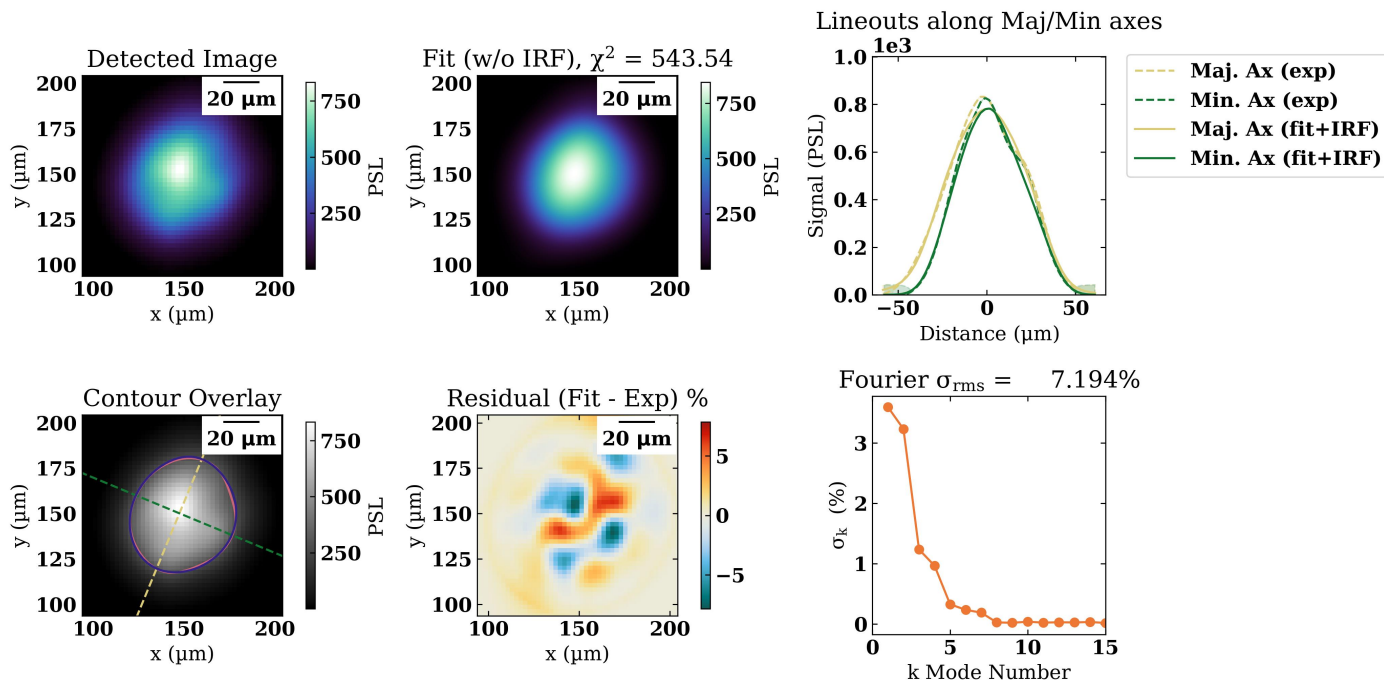 Detected Image
20 µm
200
175
150
125
100
y (µm)
100
150
200
x (µm)
750
500
250
PSL
Fit (w/o IRF), χ² = 543.54
20 µm
200
175
150
125
100
y (µm)
100
150
200
x (µm)
750
500
250
PSL
Lineouts along Maj/Min axes
1e3
1.0
0.8
0.6
0.4
0.2
0.0
Signal (PSL)
−50
0
50
Distance (µm)
Maj. Ax (exp)
Min. Ax (exp)
Maj. Ax (fit+IRF)
Min. Ax (fit+IRF)
Contour Overlay
20 µm
200
175
150
125
100
y (µm)
100
150
200
x (µm)
750
500
250
PSL
Residual (Fit - Exp) %
20 µm
200
175
150
125
100
y (µm)
100
150
200
x (µm)
5
0
−5
Fourier σrms = 7.194%
3
2
1
0
σk (%)
0
5
10
15
k Mode Number